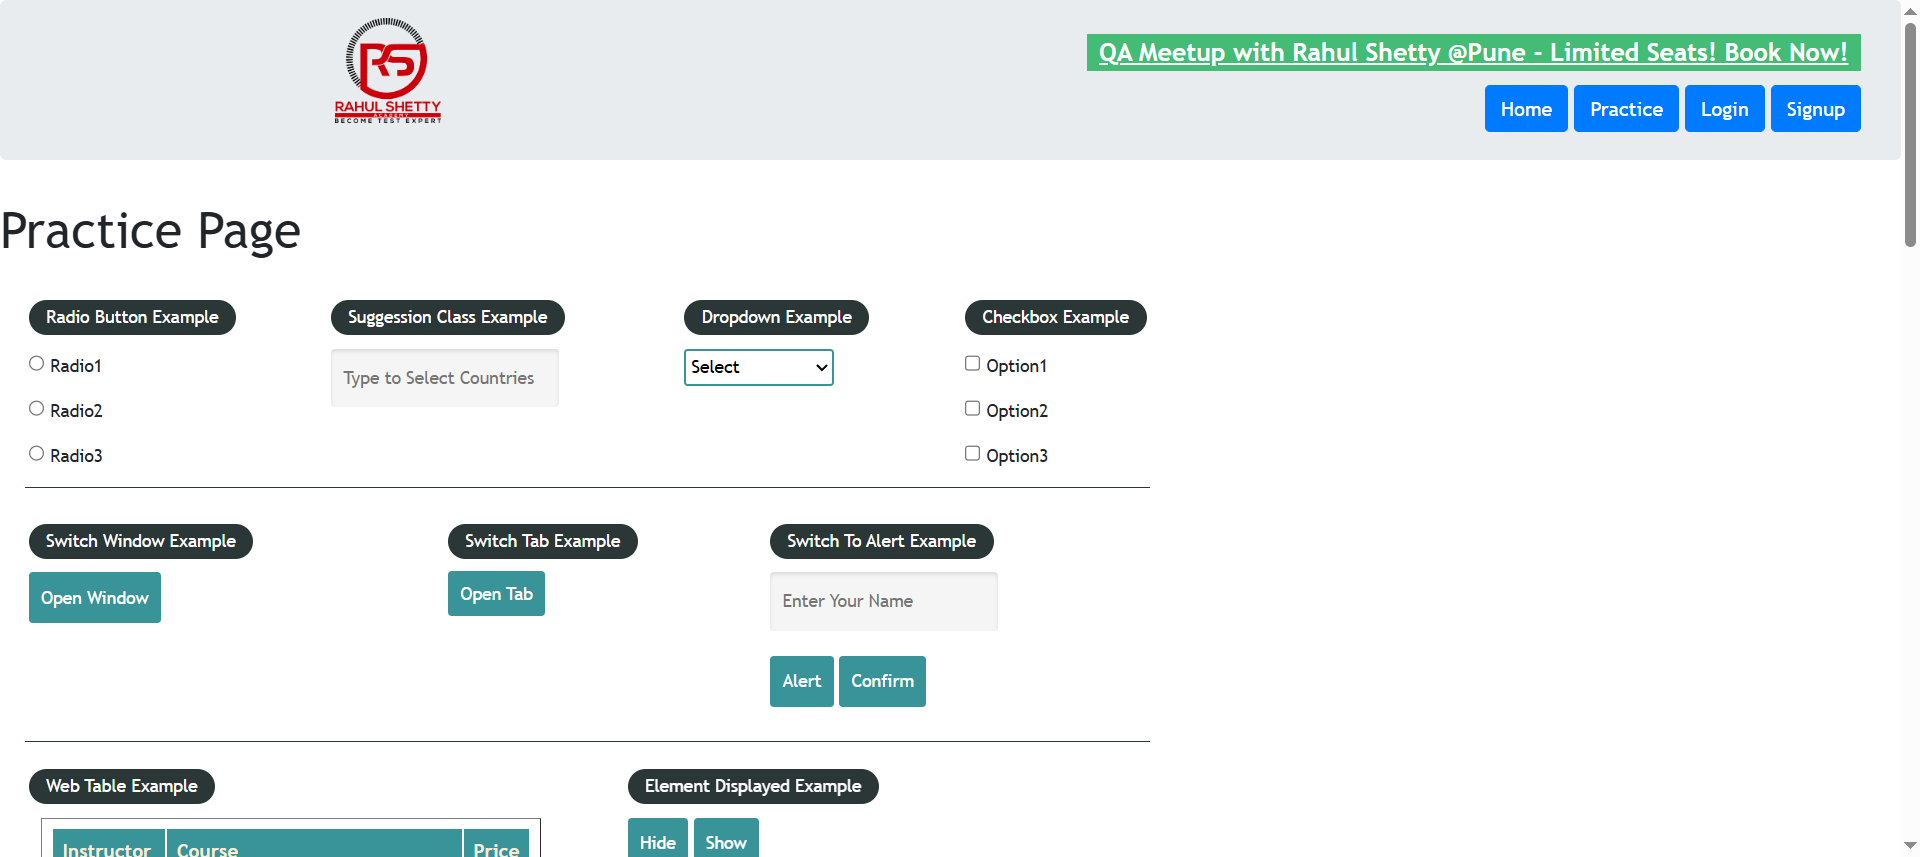 RAHUL SHETTY
ACADEMY
BECOME TEST EXPERT
QA Meetup with Rahul Shetty @Pune - Limited Seats! Book Now!
Home Practice Login Signup
Practice Page
Radio Button Example
Radio1
Radio2
Radio3
Suggession Class Example
Type to Select Countries
Dropdown Example
Select
Checkbox Example
Option1
Option2
Option3
Switch Window Example
Open Window
Switch Tab Example
Open Tab
Switch To Alert Example
Enter Your Name
Alert Confirm
Web Table Example
Instructor Course Price
Element Displayed Example
Hide Show